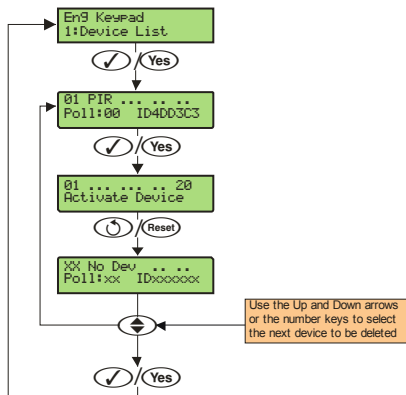 Eng Keypad
1:Device List
/Yes
01 PIR ... .. ..
Poll:00 ID4DD3C3
/Yes
01 ... ... .. 20
Activate Device
/Reset
XX No Dev .. ..
Poll:xx IDxxxxxx
Use the Up and Down arrows
or the number keys to select
the next device to be deleted
/Yes